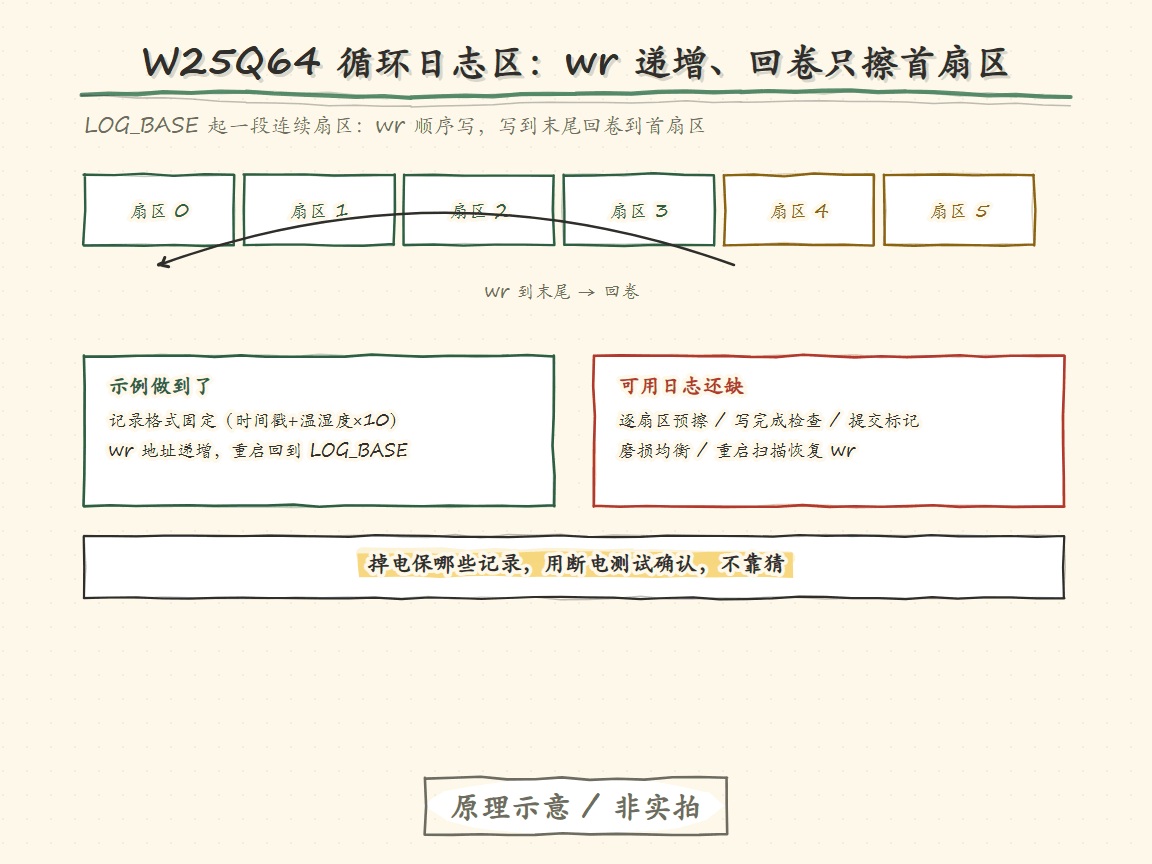 W25Q64 循环日志区：wr 递增、回卷只擦首扇区
LOG_BASE 起一段连续扇区：wr 顺序写，写到末尾回卷到首扇区
扇区 0
扇区 1
扇区 2
扇区 3
扇区 4
扇区 5
wr 到末尾 → 回卷
示例做到了
记录格式固定（时间戳+温湿度×10）
wr 地址递增，重启回到 LOG_BASE
可用日志还缺
逐扇区预擦 / 写完成检查 / 提交标记
磨损均衡 / 重启扫描恢复 wr
掉电保哪些记录，用断电测试确认，不靠猜
原理示意 / 非实拍